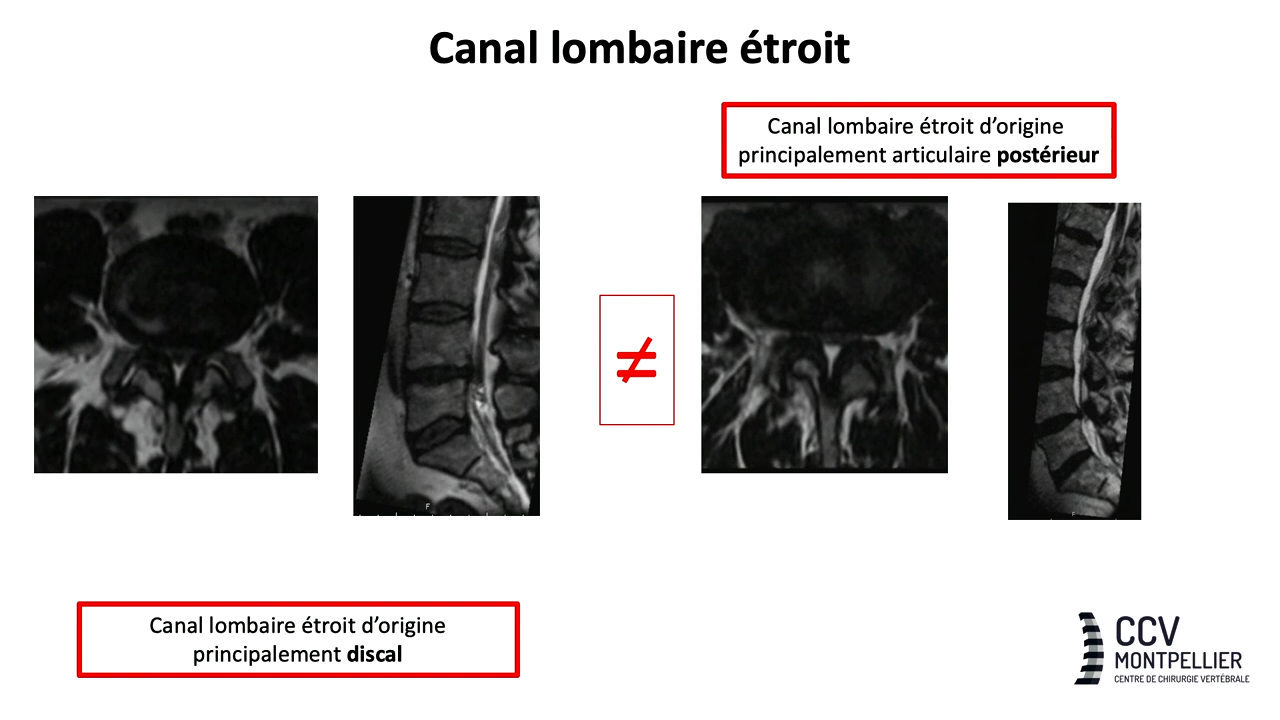 Canal lombaire étroit
Canal lombaire étroit d’origine
principalement articulaire postérieur
≠
F
F
Canal lombaire étroit d’origine
principalement discal
CCV
MONTPELLIER
CENTRE DE CHIRURGIE VERTÉBRALE